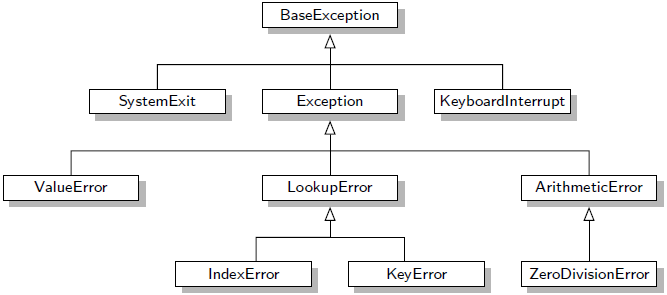 BaseException
SystemExit
Exception
KeyboardInterrupt
ValueError
LookupError
ArithmeticError
IndexError
KeyError
ZeroDivisionError